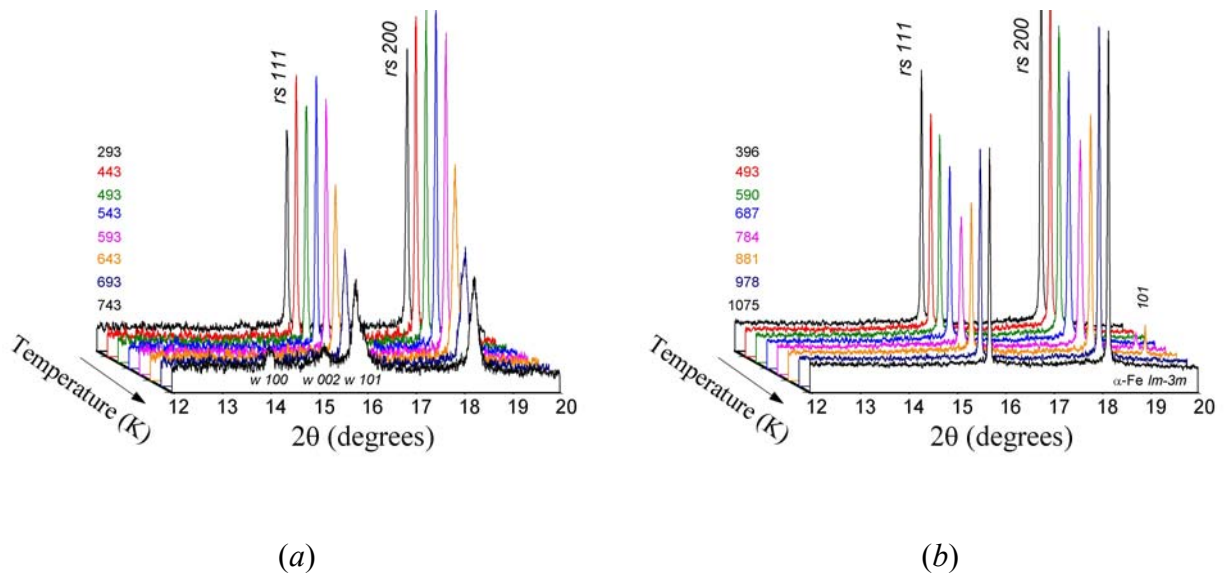 rs 111
rs 200
293
443
493
543
593
643
693
743
w 100 w 002 w 101
12 13 14 15 16 17 18 19 20
Temperature (K)
2θ (degrees)
(a)
rs 111
rs 200
396
493
590
687
784
881
978
1075
101
α-Fe Im-3m
12 13 14 15 16 17 18 19 20
Temperature (K)
2θ (degrees)
(b)